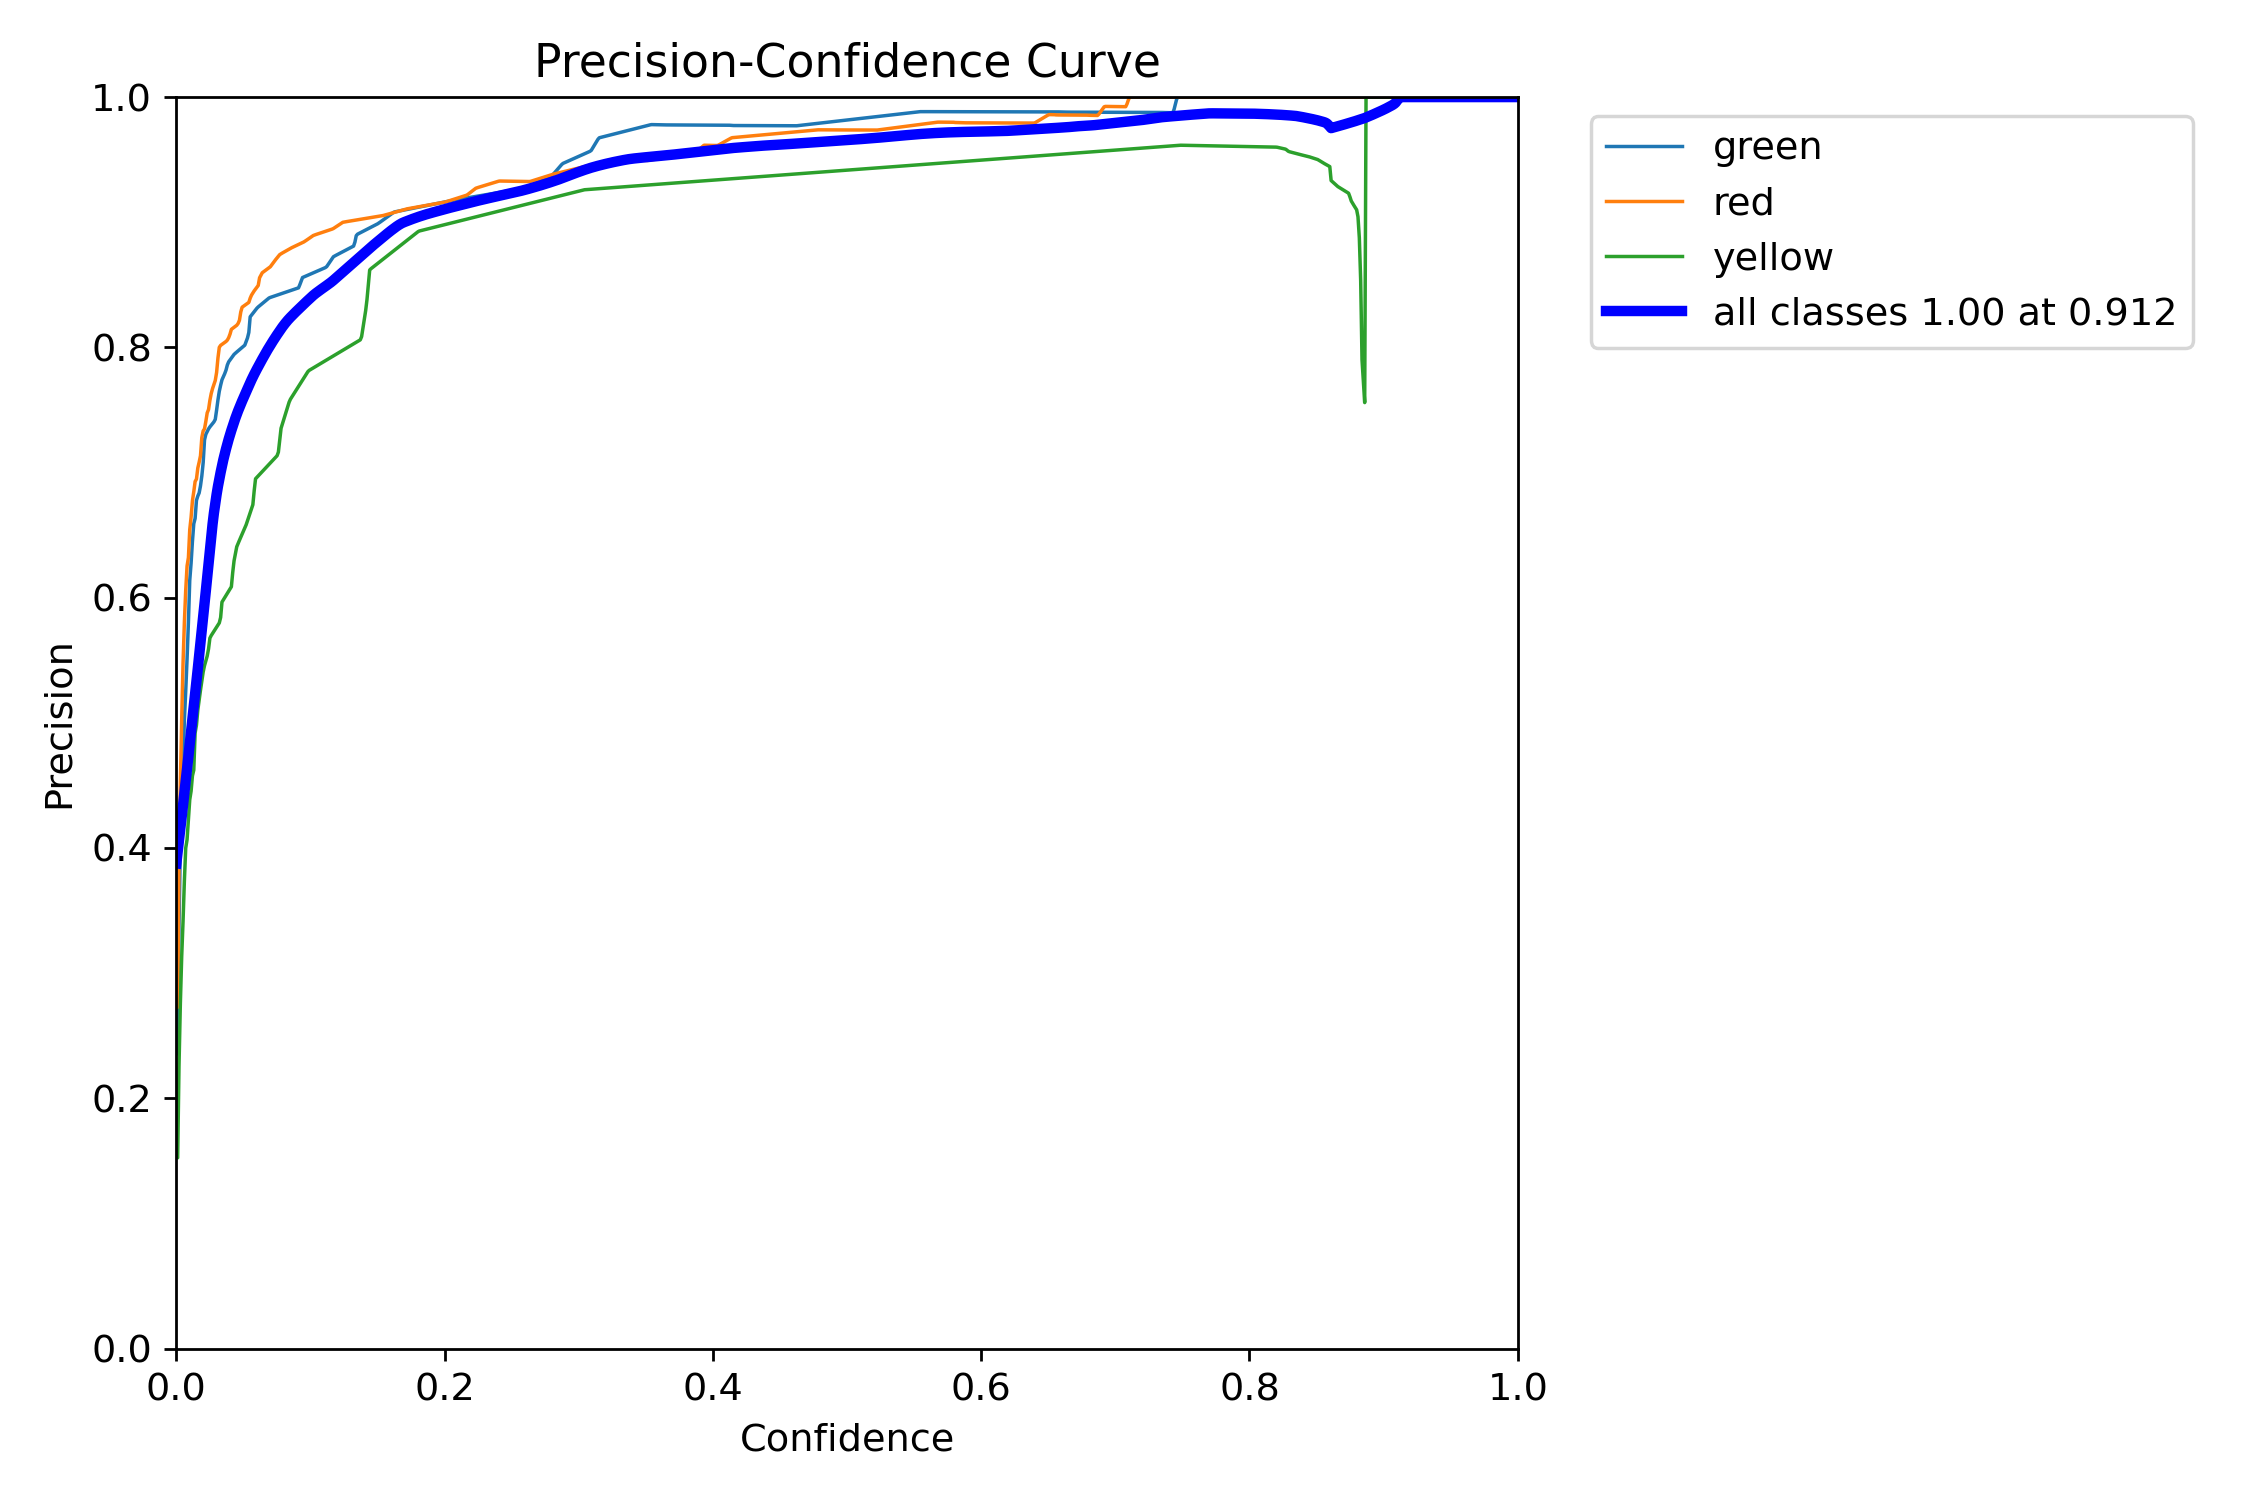 Precision-Confidence Curve
1.0
0.8
0.6
0.4
0.2
0.0
Precision
0.0 0.2 0.4 0.6 0.8 1.0
Confidence
green
red
yellow
all classes 1.00 at 0.912